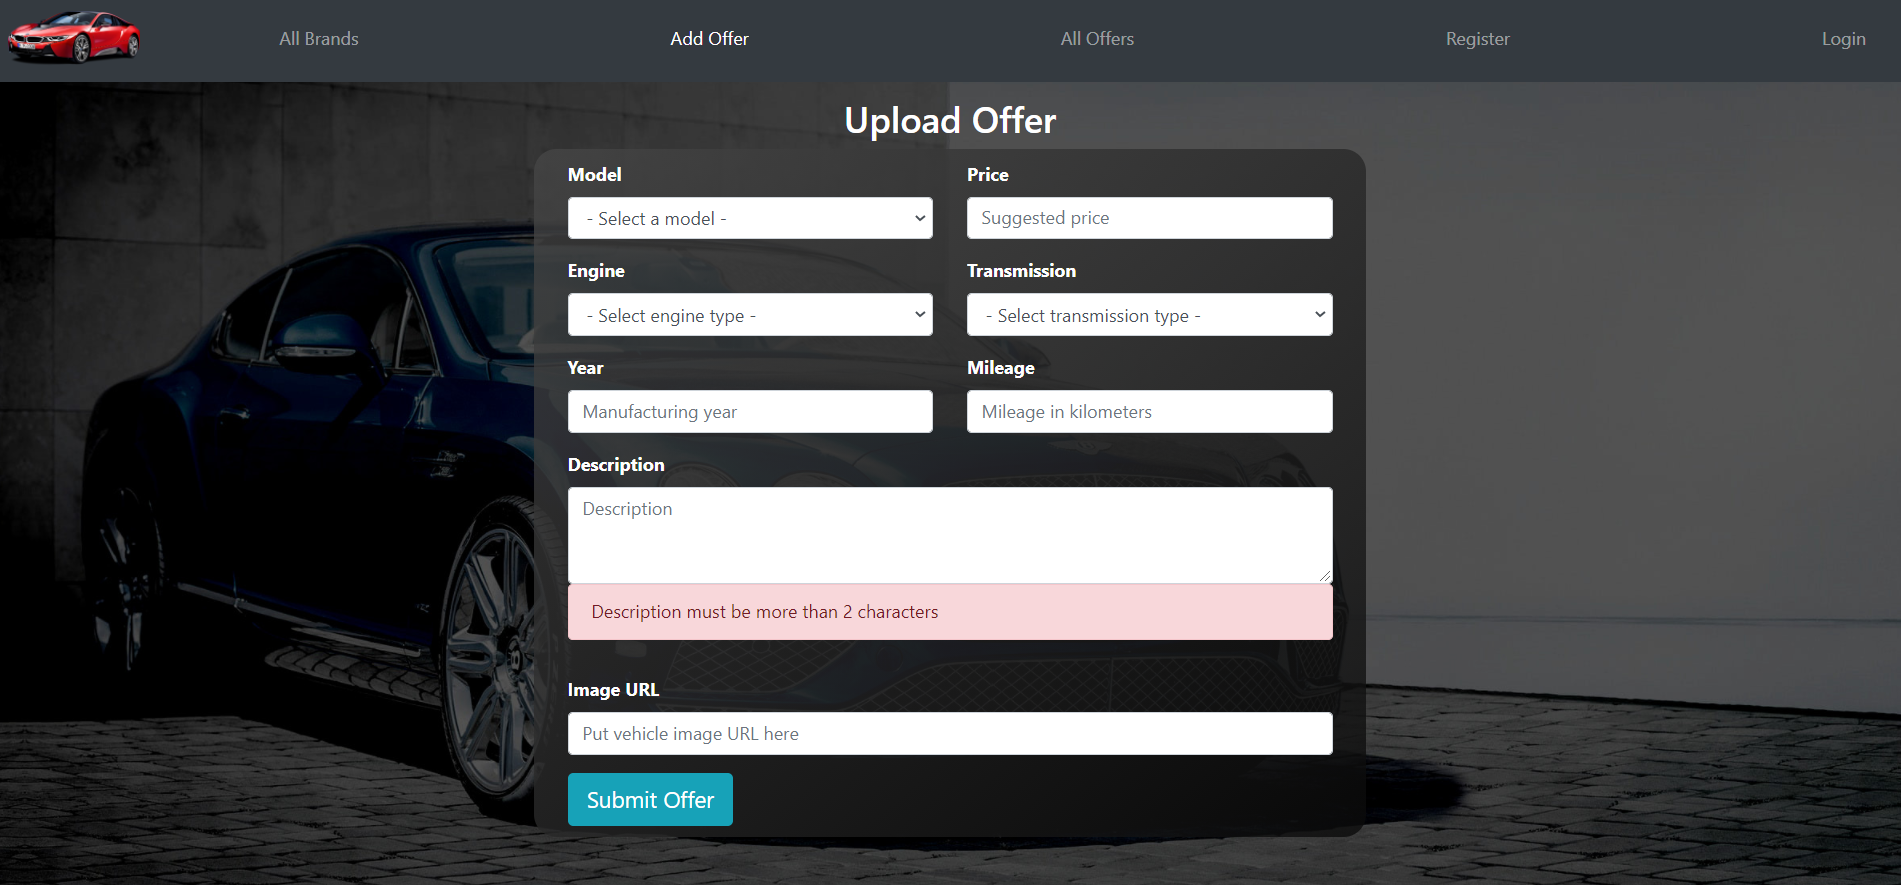 All Brands
Add Offer
All Offers
Register
Login
Upload Offer
Model
Price
- Select a model -
Suggested price
Engine
Transmission
- Select engine type -
- Select transmission type -
Year
Mileage
Manufacturing year
Mileage in kilometers
Description
Description
Description must be more than 2 characters
Image URL
Put vehicle image URL here
Submit Offer